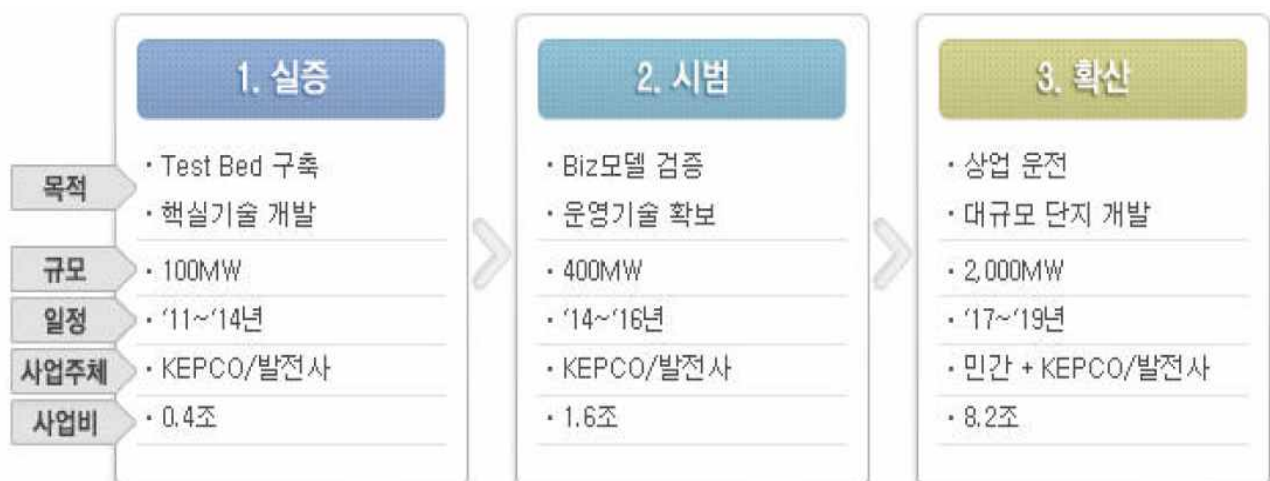 1. 실증
2. 시범
3. 확산
목적
· Test Bed 구축
· 핵실기술 개발
· Biz모델 검증
· 운영기술 확보
· 상업 운전
· 대규모 단지 개발
규모
· 100MW
· 400MW
· 2,000MW
일정
· ‘11~‘14년
· ‘14~‘16년
· ‘17~‘19년
사업주체
· KEPCO/발전사
· KEPCO/발전사
· 민간 + KEPCO/발전사
사업비
· 0.4조
· 1.6조
· 8.2조